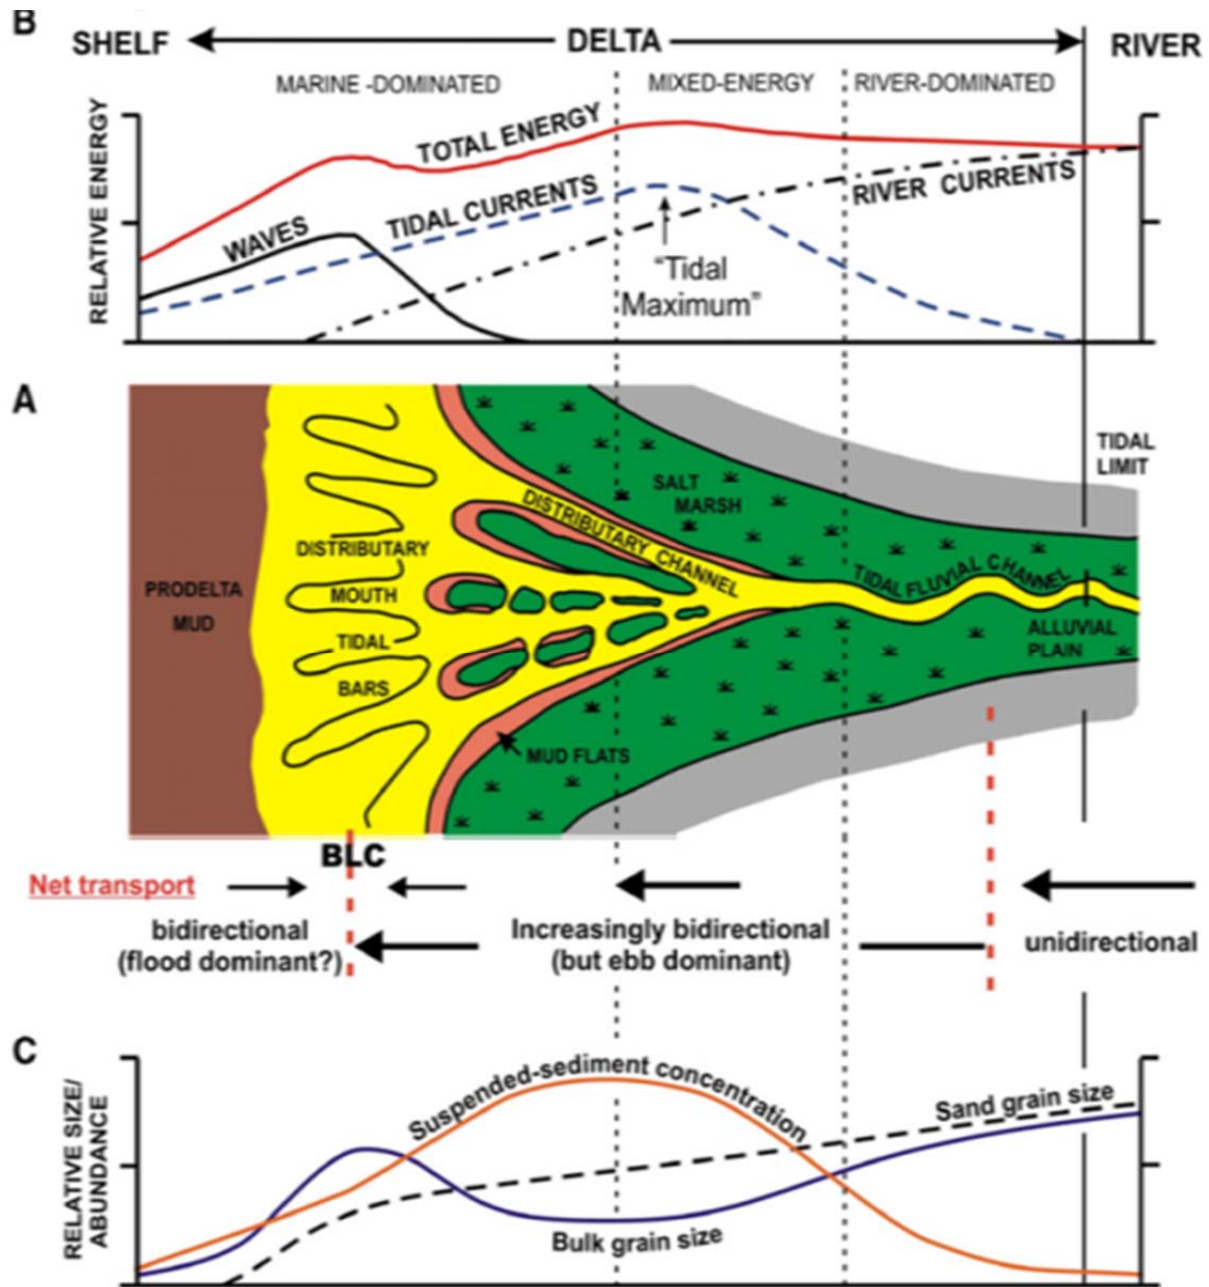 B
SHELF
DELTA
RIVER
MARINE -DOMINATED
MIXED-ENERGY
RIVER-DOMINATED
RELATIVE ENERGY
TOTAL ENERGY
WAVES
TIDAL CURRENTS
RIVER CURRENTS
"Tidal
Maximum"
A
TIDAL
LIMIT
SALT
MARSH
DISTRIBUTARY CHANNEL
TIDAL FLUVIAL CHANNEL
DISTRIBUTARY
MOUTH
TIDAL
BARS
PRODELTA
MUD
ALLUVIAL
PLAIN
MUD FLATS
BLC
Net transport
bidirectional
(flood dominant?)
Increasingly bidirectional
(but ebb dominant)
unidirectional
C
RELATIVE SIZE/
ABUNDANCE
Suspended-sediment concentration
Sand grain size
Bulk grain size